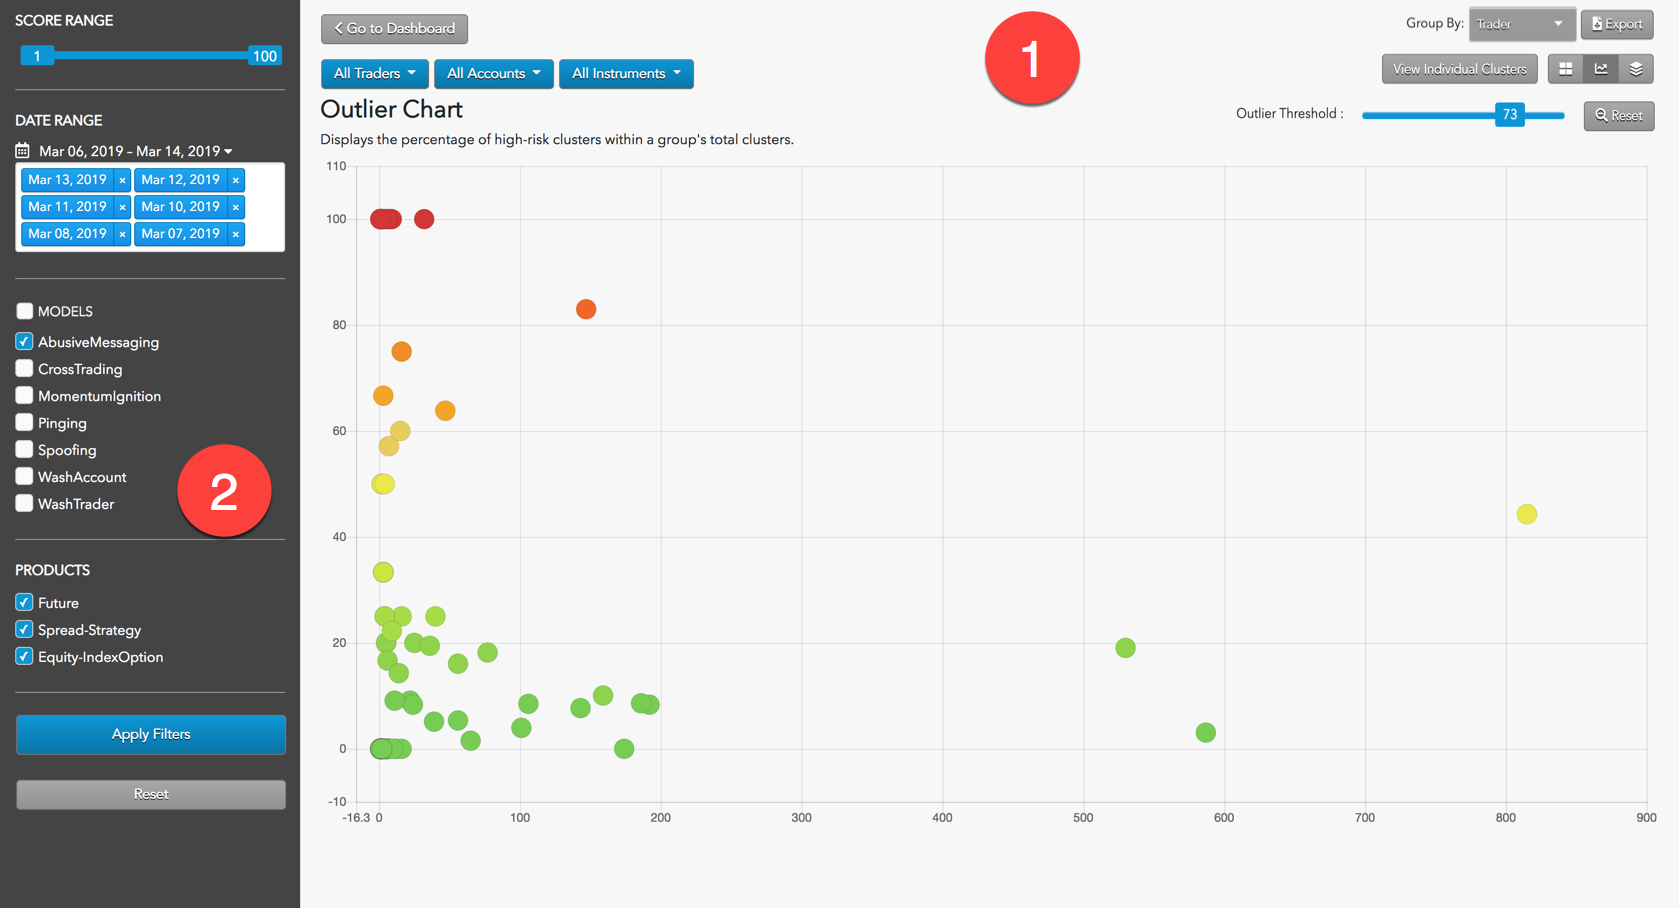 SCORE RANGE
1 100
DATE RANGE
Mar 06, 2019 - Mar 14, 2019
Mar 13, 2019 × Mar 12, 2019 ×
Mar 11, 2019 × Mar 10, 2019 ×
Mar 08, 2019 × Mar 07, 2019 ×
MODELS
AbusiveMessaging
CrossTrading
MomentumIgnition
Pinging
Spoofing
WashAccount
WashTrader
2
PRODUCTS
Future
Spread-Strategy
Equity-IndexOption
Apply Filters
Reset
Go to Dashboard
1
Group By: Trader Export
All Traders All Accounts All Instruments
View Individual Clusters
Outlier Chart
Outlier Threshold : 73 Reset
Displays the percentage of high-risk clusters within a group's total clusters.
110
100
80
60
40
20
0
-10
-16.3 0 100 200 300 400 500 600 700 800 900